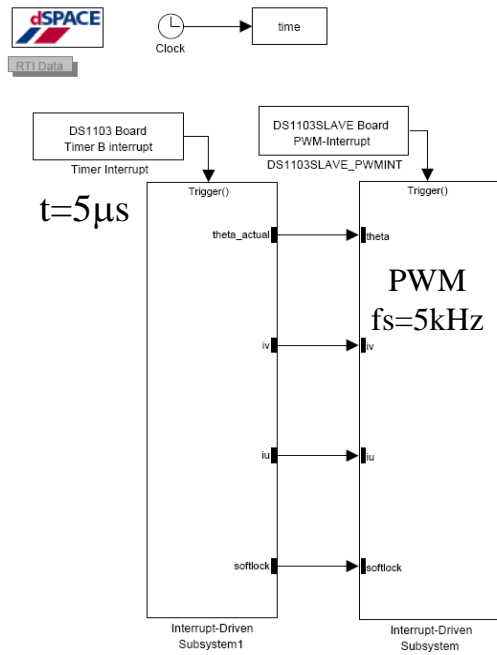 dSPACE
RTI Data
Clock
time
DS1103 Board
Timer B interrupt
Timer Interrupt
DS1103SLAVE Board
PWM-Interrupt
DS1103SLAVE_PWMINT
t=5μs
Trigger()
theta_actual
iv
iu
softlock
Interrupt-Driven
Subsystem1
Trigger()
theta
PWM
fs=5kHz
iv
iu
softlock
Interrupt-Driven
Subsystem